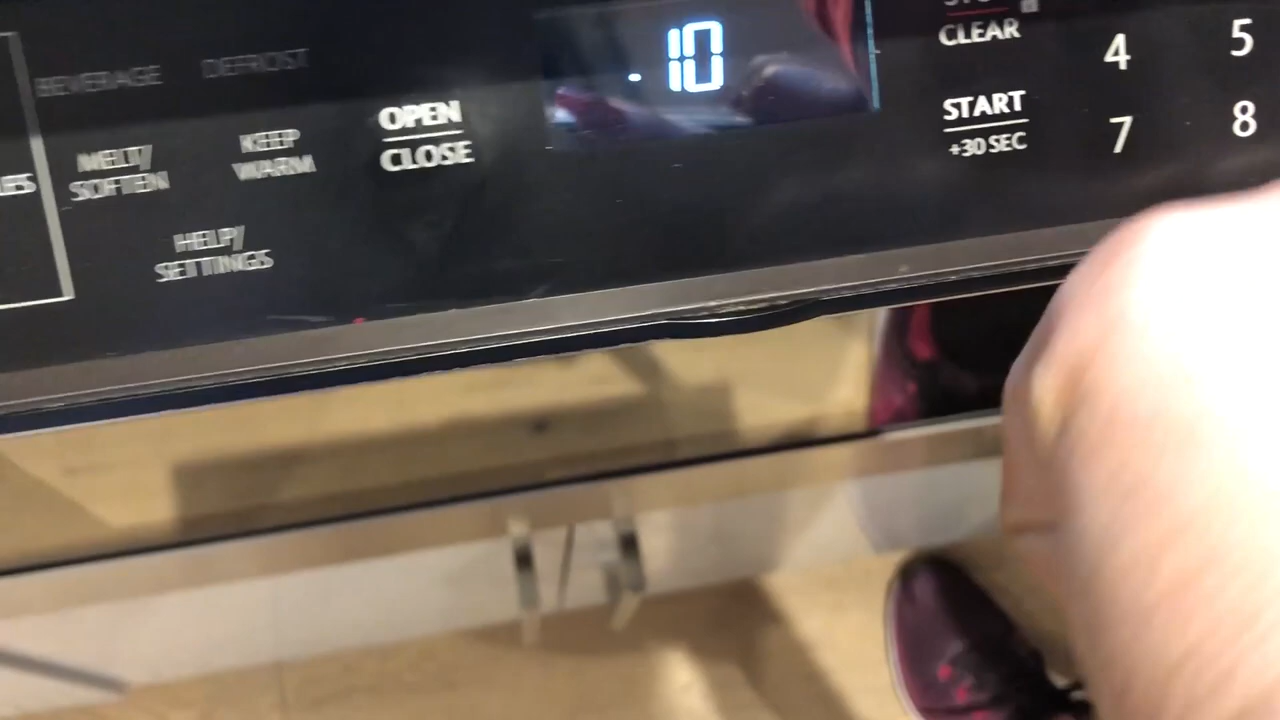 BEVERAGE
DEFROST
MELT/
SOFTEN
KEEP
WARM
HELP/
SETTINGS
OPEN
CLOSE
10
CLEAR
START
+30 SEC
4
5
7
8